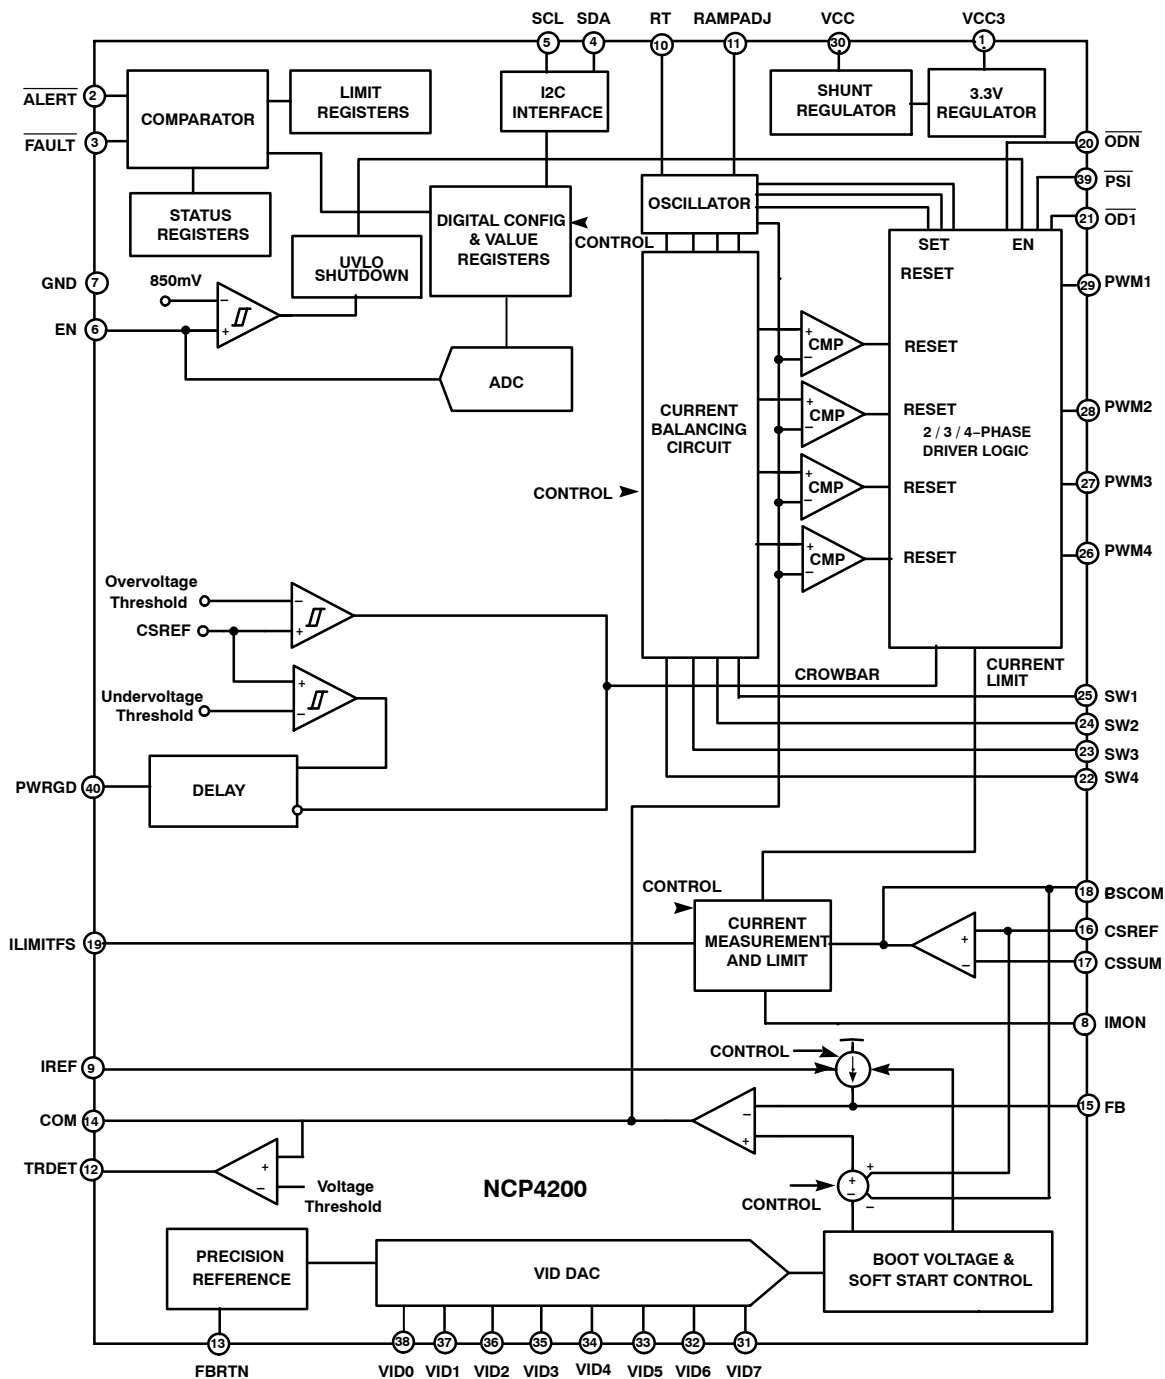 SCL SDA RT RAMPADJ VCC VCC3
5 4 10 11 30 1
ALERT 2
FAULT 3
COMPARATOR
LIMIT
REGISTERS
I2C
INTERFACE
SHUNT
REGULATOR
3.3V
REGULATOR
20 ODN
39 PSI
21 OD1
STATUS
REGISTERS
DIGITAL CONFIG
& VALUE
REGISTERS
CONTROL
OSCILLATOR
UVLO
SHUTDOWN
SET EN
RESET
GND 7
850mV
−
+
EN 6
ADC
29 PWM1
+
−
CMP
RESET
CURRENT
BALANCING
CIRCUIT
+
−
CMP
RESET
2 / 3 / 4−PHASE
DRIVER LOGIC
28 PWM2
CONTROL
+
−
CMP
RESET
27 PWM3
+
−
CMP
RESET
26 PWM4
Overvoltage
Threshold
−
+
CSREF
Undervoltage
Threshold
+
−
CROWBAR
CURRENT
LIMIT
25 SW1
24 SW2
23 SW3
22 SW4
PWRGD 40
DELAY
CONTROL
CURRENT
MEASUREMENT
AND LIMIT
ILIMITFS 19
+
−
18 CSCOM
16 CSREF
17 CSSUM
8 IMON
IREF 9
CONTROL
COM 14
−
+
15 FB
TRDET 12
+
−
Voltage
Threshold
NCP4200
CONTROL
+
−
+
−
PRECISION
REFERENCE
VID DAC
BOOT VOLTAGE &
SOFT START CONTROL
13 38 37 36 35 34 33 32 31
FBRTN VID0 VID1 VID2 VID3 VID4 VID5 VID6 VID7